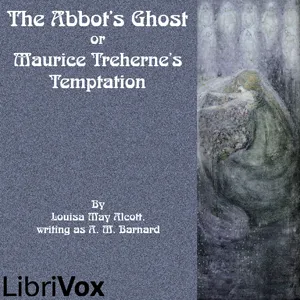 The Abbot's Ghost
or
Maurice Treherne's
Temptation
By
Louisa May Alcott,
writing as A. M. Barnard
LibriVox